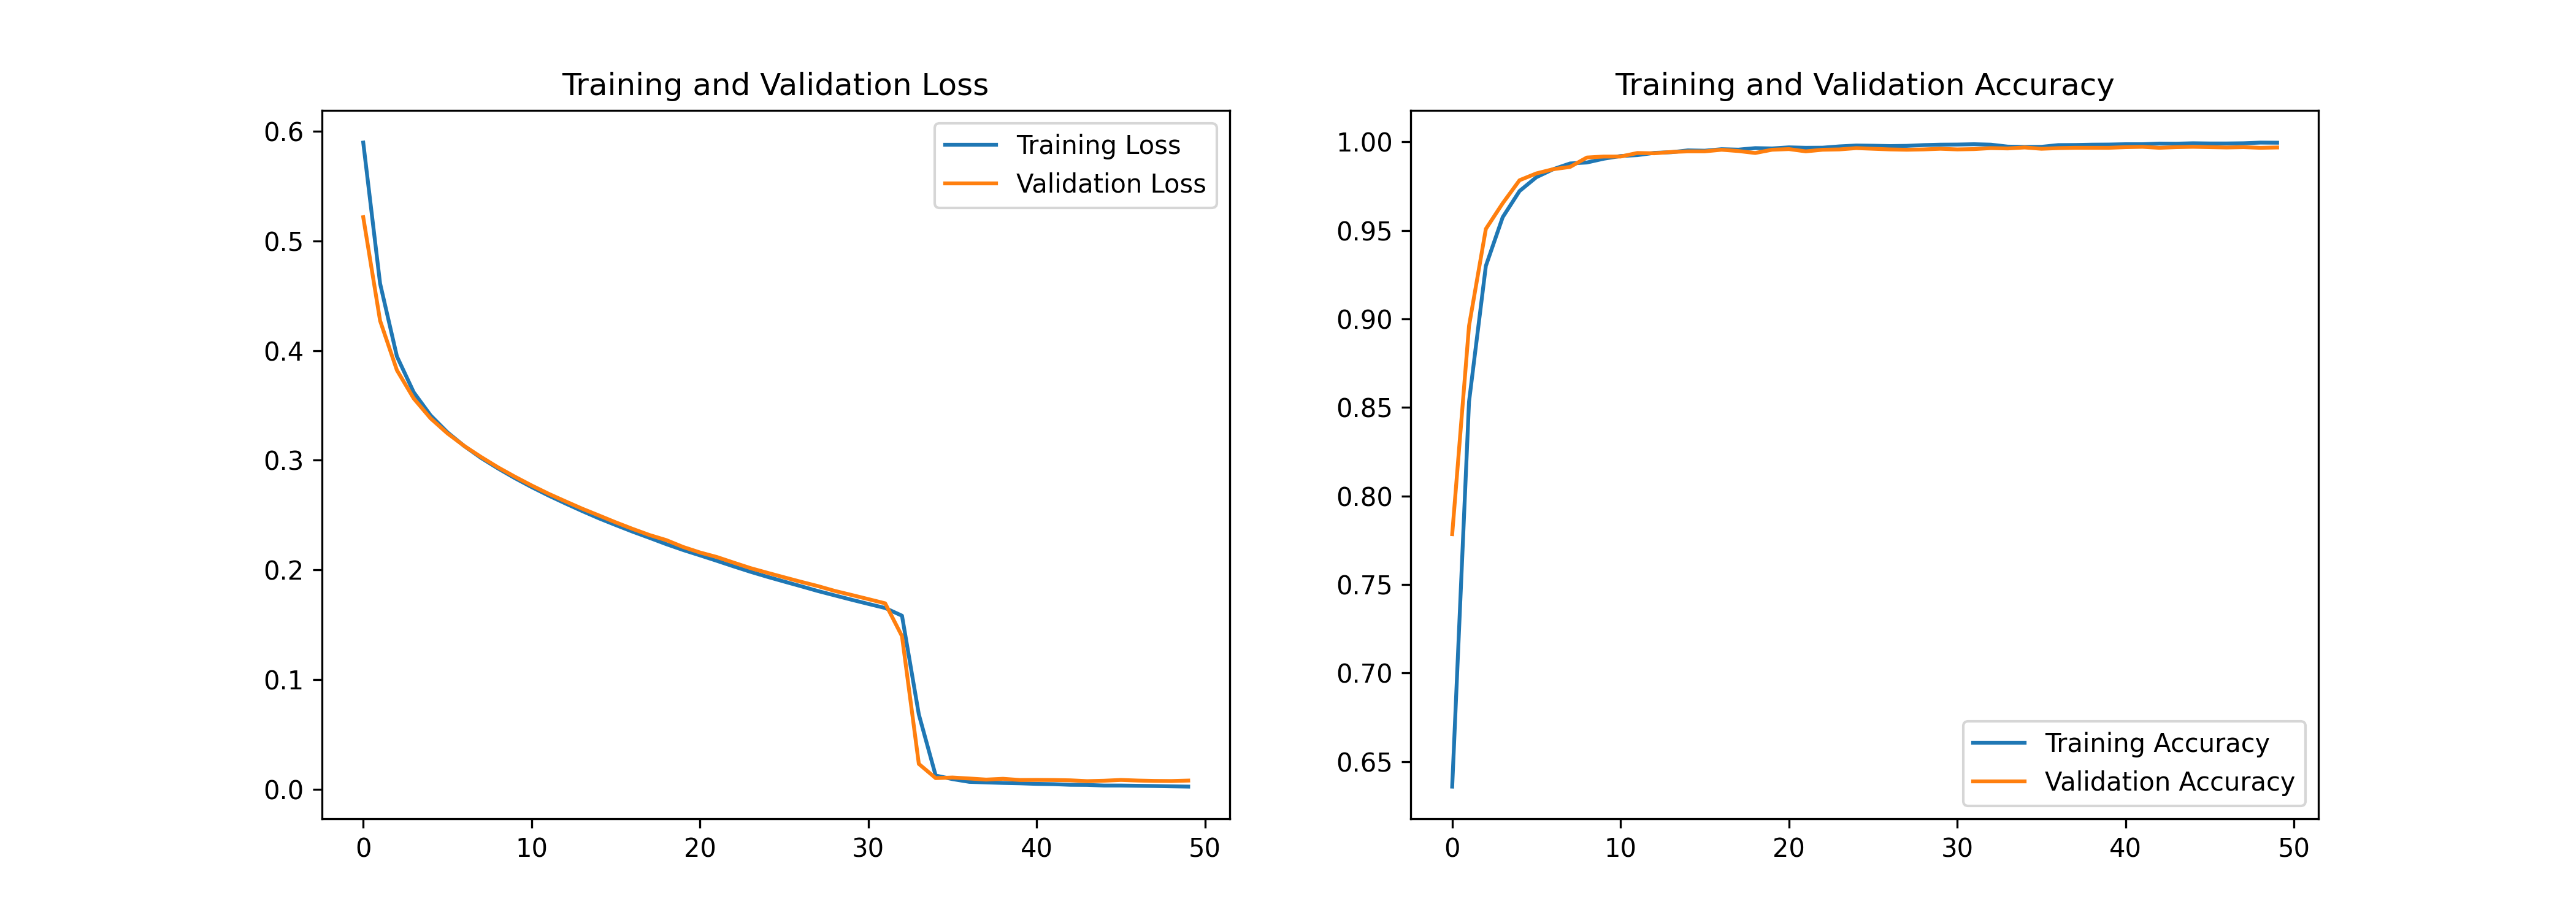 Training and Validation Loss
0.6
0.5
0.4
0.3
0.2
0.1
0.0
0 10 20 30 40 50
Training Loss
Validation Loss
Training and Validation Accuracy
1.00
0.95
0.90
0.85
0.80
0.75
0.70
0.65
0 10 20 30 40 50
Training Accuracy
Validation Accuracy